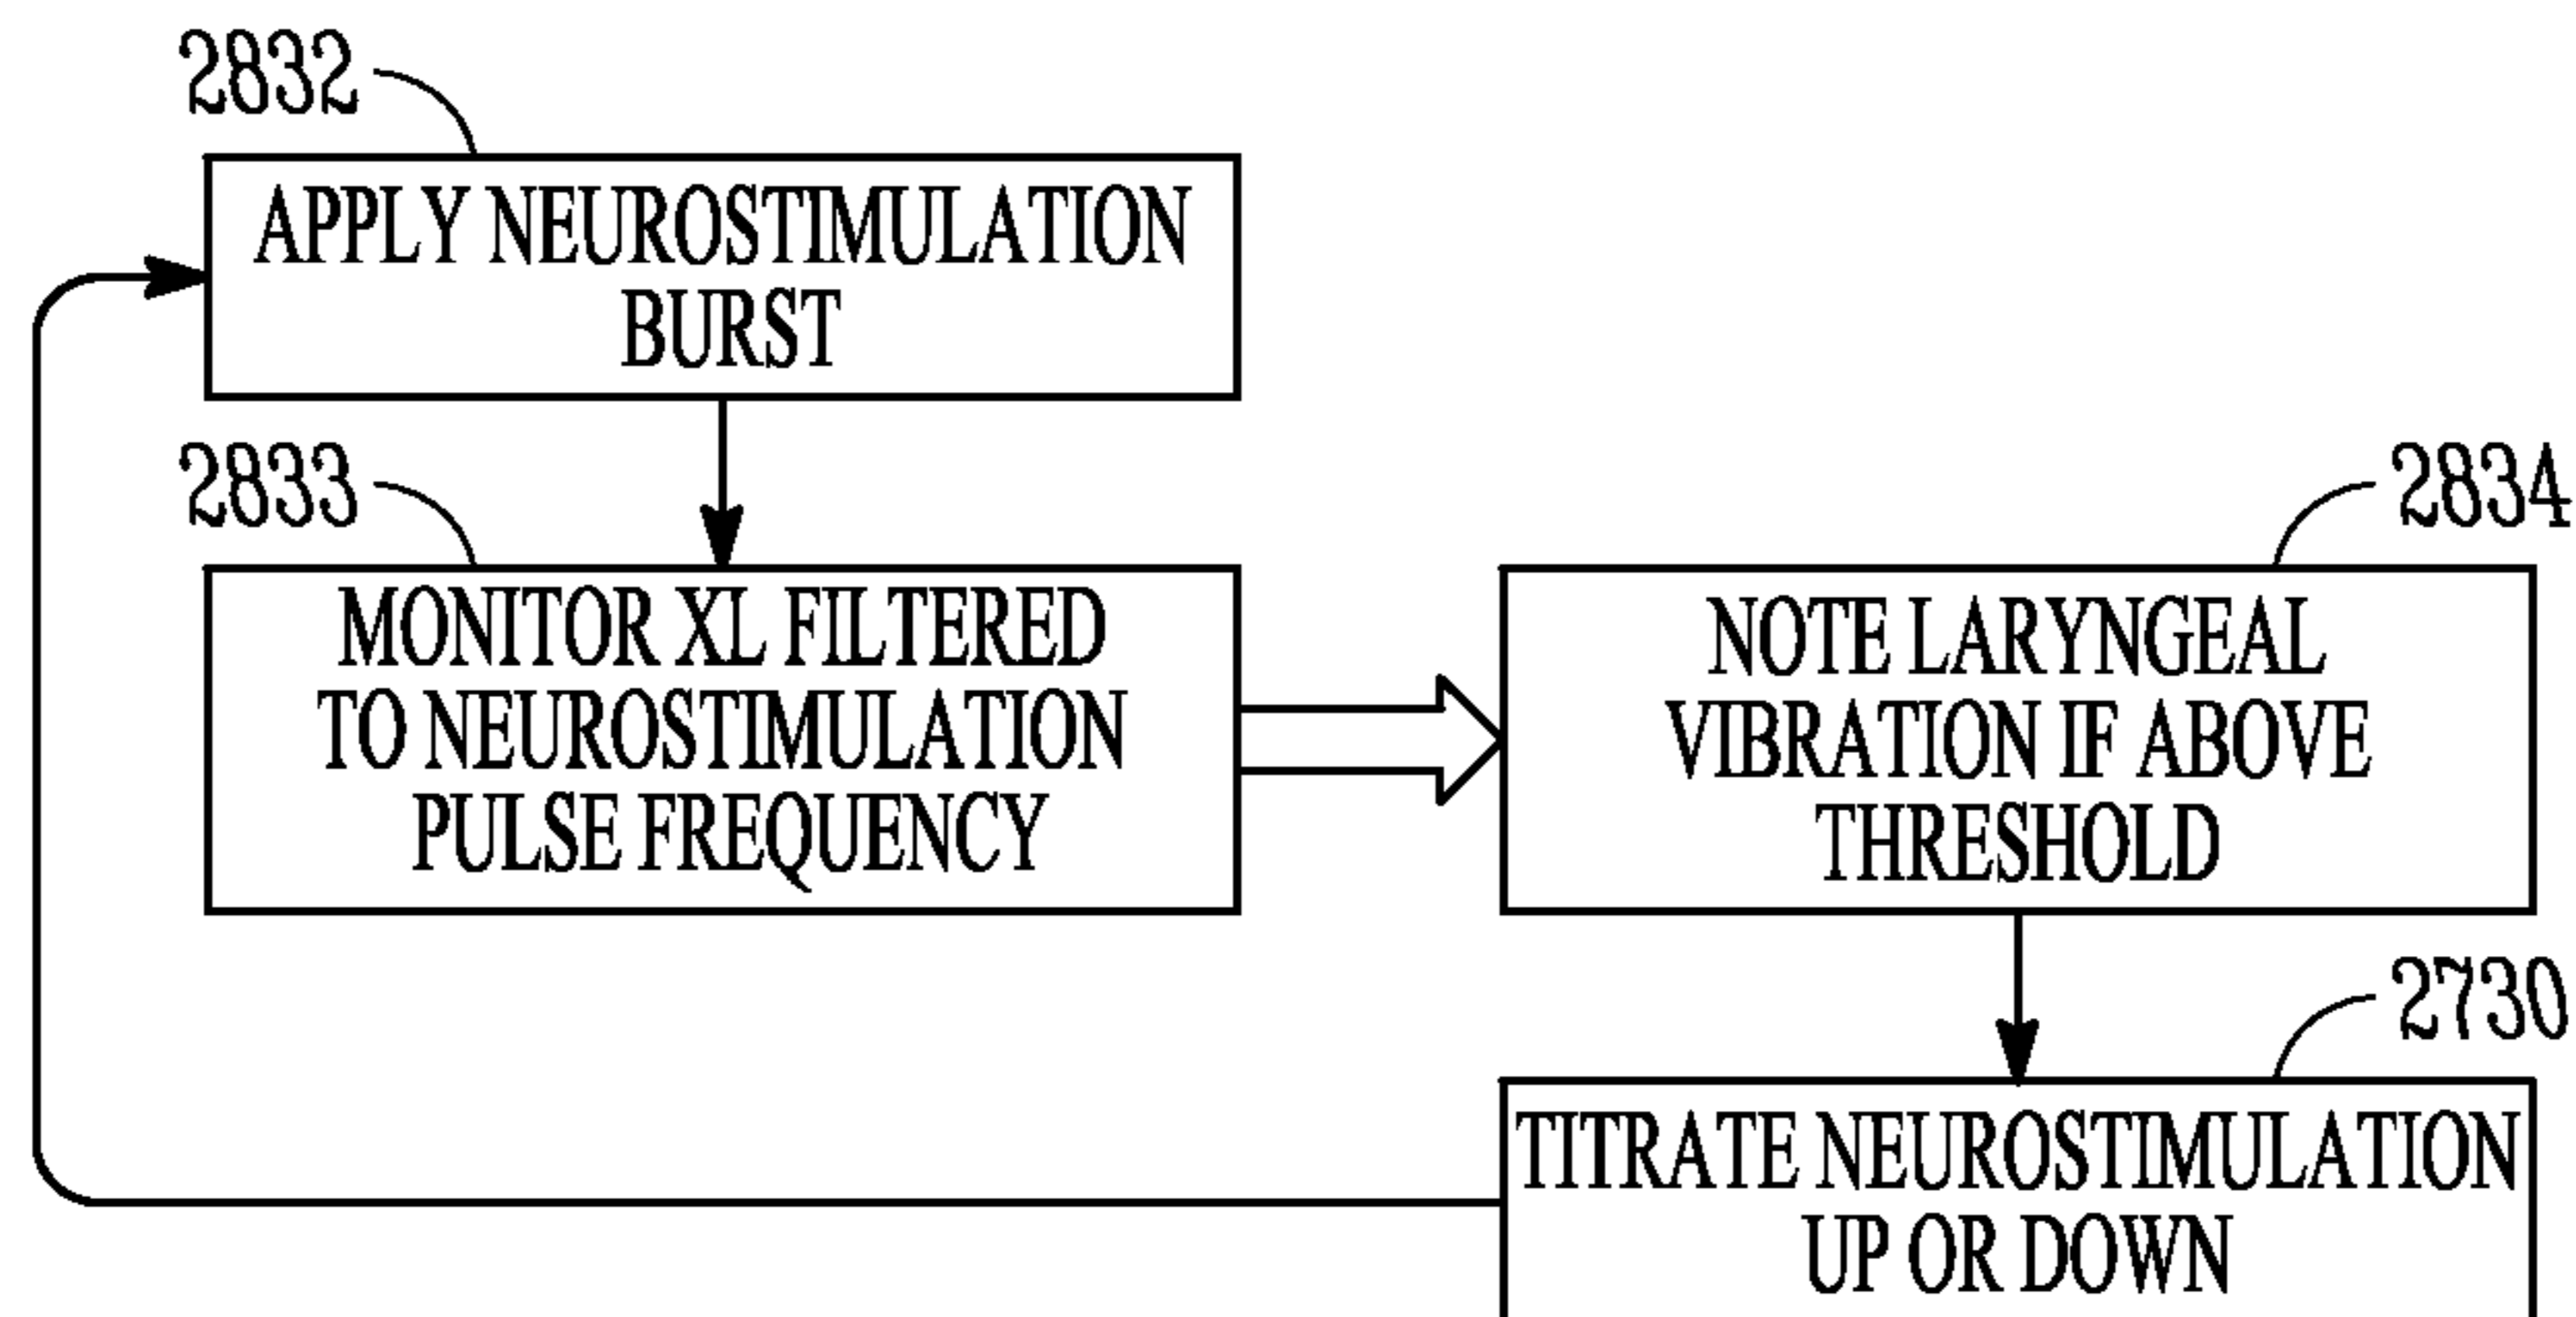 2832
APPLY NEUROSTIMULATION
BURST
2833
MONITOR XL FILTERED
TO NEUROSTIMULATION
PULSE FREQUENCY
2834
NOTE LARYNGEAL
VIBRATION IF ABOVE
THRESHOLD
2730
TITRATE NEUROSTIMULATION
UP OR DOWN